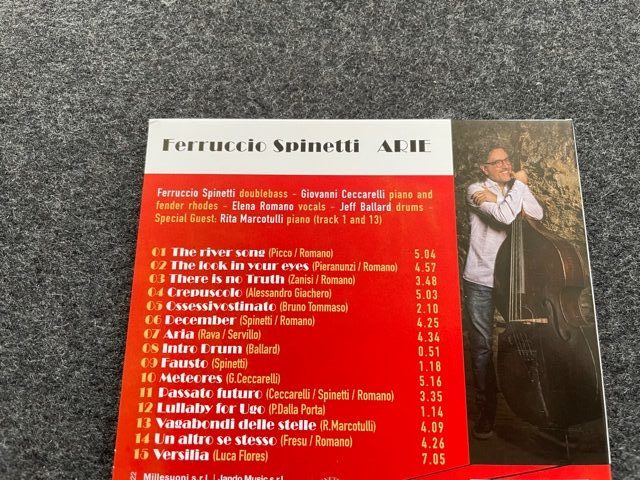 Ferruccio Spinetti ARIE
Ferruccio Spinetti doublebass - Giovanni Ceccarelli piano and
fender rhodes - Elena Romano vocals - Jeff Ballard drums -
Special Guest: Rita Marcotulli piano (track 1 and 13)
01 The river song (Picco / Romano) 5.04
02 The look in your eyes (Pieranunzi / Romano) 4.57
03 There is no Truth (Zanisi / Romano) 3.48
04 Crepuscolo (Alessandro Giachero) 5.03
05 Ossessivostinato (Bruno Tommaso) 2.10
06 December (Spinetti / Romano) 4.25
07 Aria (Rava / Servillo) 4.34
08 Intro Drum (Ballard) 0.51
09 Fausto (Spinetti) 1.18
10 Meteores (G.Ceccarelli) 5.16
11 Passato futuro (Ceccarelli / Spinetti / Romano) 3.35
12 Lullaby for Ugo (P.Dalla Porta) 1.14
13 Vagabondi delle stelle (R.Marcotulli) 4.09
14 Un altro se stesso (Fresu / Romano) 4.26
15 Versilia (Luca Flores) 7.05
22
Millesuoni s.r.l. | Jando Music s.r.l.